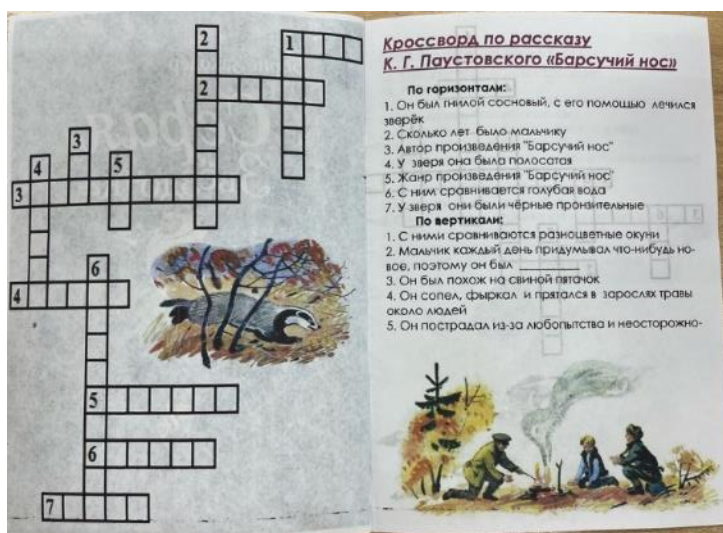 2
1
2
3
4
5
3
6
4
5
6
7
Кроссворд по рассказу
К. Г. Паустовского «Барсучий нос»
По горизонтали:
1. Он был гнилой сосновый, с его помощью лечился
зверёк
2. Сколько лет было мальчику
3. Автор произведения "Барсучий нос"
4. У зверя она была полосатая
5. Жанр произведения "Барсучий нос"
6. С ним сравнивается голубая вода
7. У зверя они были чёрные пронзительные
По вертикали:
1. С ними сравниваются разноцветные окуни
2. Мальчик каждый день придумывал что-нибудь но-
вое, поэтому он был
3. Он был похож на свиной пятачок
4. Он сопел, фыркал и прятался в зарослях травы
около людей
5. Он пострадал из-за любопытства и неосторожно-